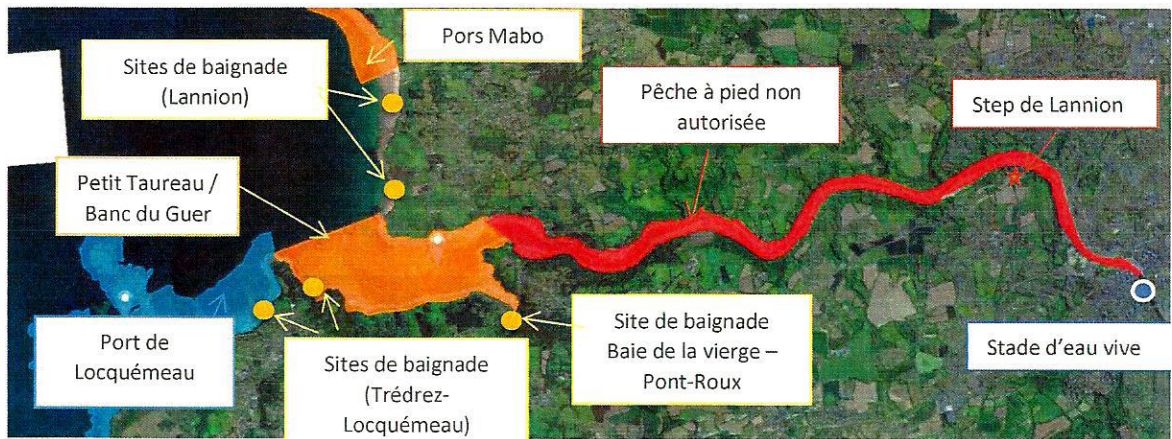 Pors Mabo
Sites de baignade
(Lannion)
Pêche à pied non
autorisée
Step de Lannion
Petit Taureau /
Banc du Guer
Port de
Locquémeau
Sites de baignade
(Trédrez-
Locquémeau)
Site de baignade
Baie de la vierge –
Pont-Roux
Stade d'eau vive